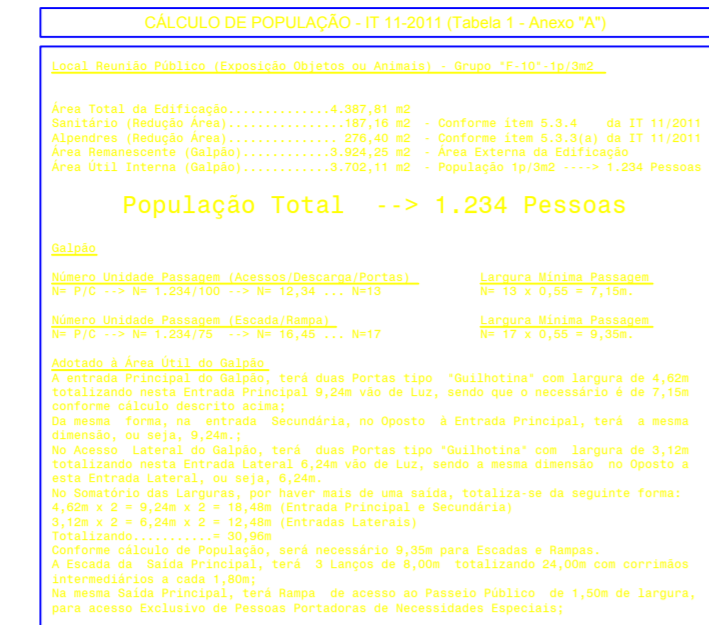 CÁLCULO DE POPULAÇÃO - IT 11-2011 (Tabela 1 - Anexo "A")
Local Reunião Público (Exposição Objetos ou Animais) - Grupo "F-10"-1p/3m2
Área Total da Edificação..............4.387,81 m2
Sanitário (Redução Área)................187,16 m2 - Conforme item 5.3.4 da IT 11/2011
Alpendres (Redução Área)................276,40 m2 - Conforme item 5.3.3(a) da IT 11/2011
Área Remanescente (Galpão)............3.924,25 m2 - Área Externa da Edificação
Área Útil Interna (Galpão)............3.702,11 m2 - População 1p/3m2 ----> 1.234 Pessoas
População Total --> 1.234 Pessoas
Galpão
Número Unidade Passagem (Acessos/Descarga/Portas) Largura Mínima Passagem
N= P/C --> N= 1.234/100 --> N= 12,34 ... N=13 N= 13 x 0,55 = 7,15m.
Número Unidade Passagem (Escada/Rampa) Largura Mínima Passagem
N= P/C --> N= 1.234/75 --> N= 16,45 ... N=17 N= 17 x 0,55 = 9,35m.
Adotado á Área Útil do Galpão
A entrada Principal do Galpão, terá duas Portas tipo "Guilhotina" com largura de 4,62m
totalizando nesta Entrada Principal 9,24m vão de Luz, sendo que o necessário é de 7,15m
conforme cálculo descrito acima;
Da mesma forma, na entrada Secundária, no Oposto à Entrada Principal, terá a mesma
dimensão, ou seja, 9,24m.;
No Acesso Lateral do Galpão, terá duas Portas tipo "Guilhotina" com largura de 3,12m
totalizando nesta Entrada Lateral 6,24m vão de Luz, sendo a mesma dimensão no Oposto a
esta Entrada Lateral, ou seja, 6,24m.
No Somatório das Larguras, por haver mais de uma saída, totaliza-se da seguinte forma:
4,62m x 2 = 9,24m x 2 = 18,48m (Entrada Principal e Secundária)
3,12m x 2 = 6,24m x 2 = 12,48m (Entradas Laterais)
Totalizando...........= 30,96m
Conforme cálculo de População, será necessário 9,35m para Escadas e Rampas.
A Escada da Saída Principal, terá 3 Lanços de 8,00m totalizando 24,00m com corrimãos
intermediários a cada 1,80m;
Na mesma Saída Principal, terá Rampa de acesso ao Passeio Público de 1,50m de largura,
para acesso Exclusivo de Pessoas Portadoras de Necessidades Especiais;